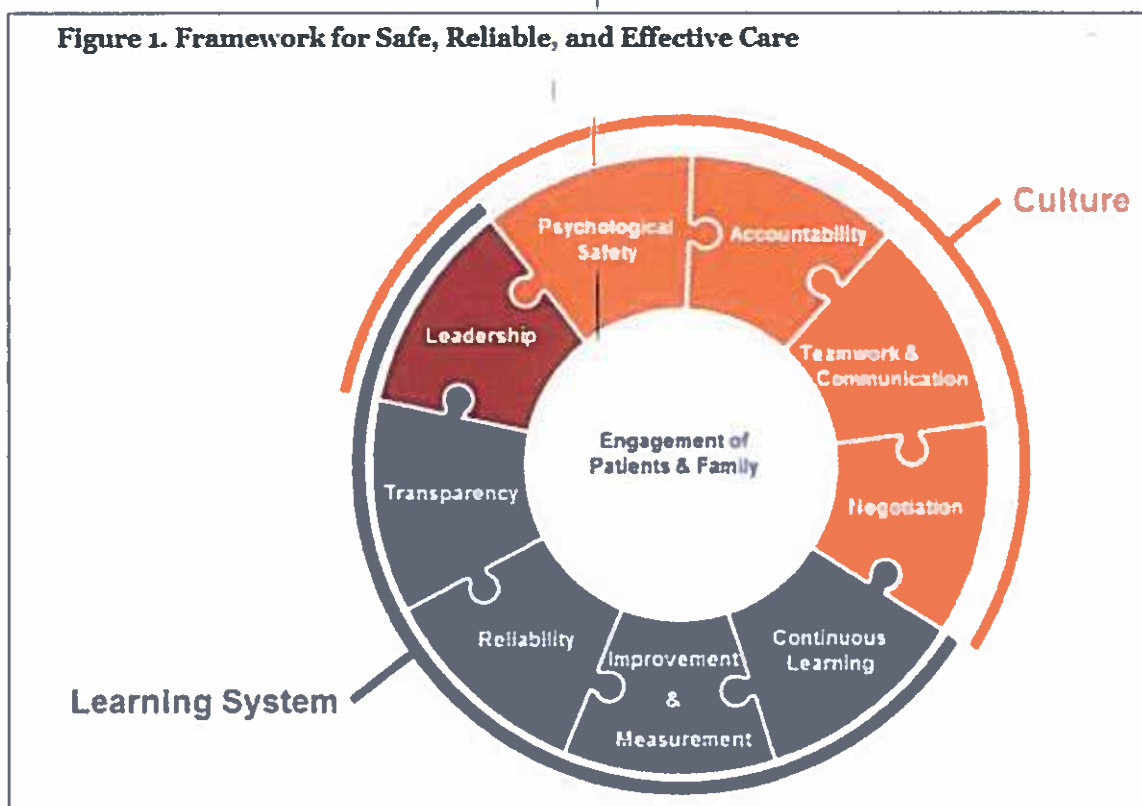 Figure 1. Framework for Safe, Reliable, and Effective Care
Culture
Psychological
Safety
Accountability
Leadership
Teamwork &
Communication
Engagement of
Patients & Family
Transparency
Negotiation
Reliability
Improvement
&
Measurement
Continuous
Learning
Learning System